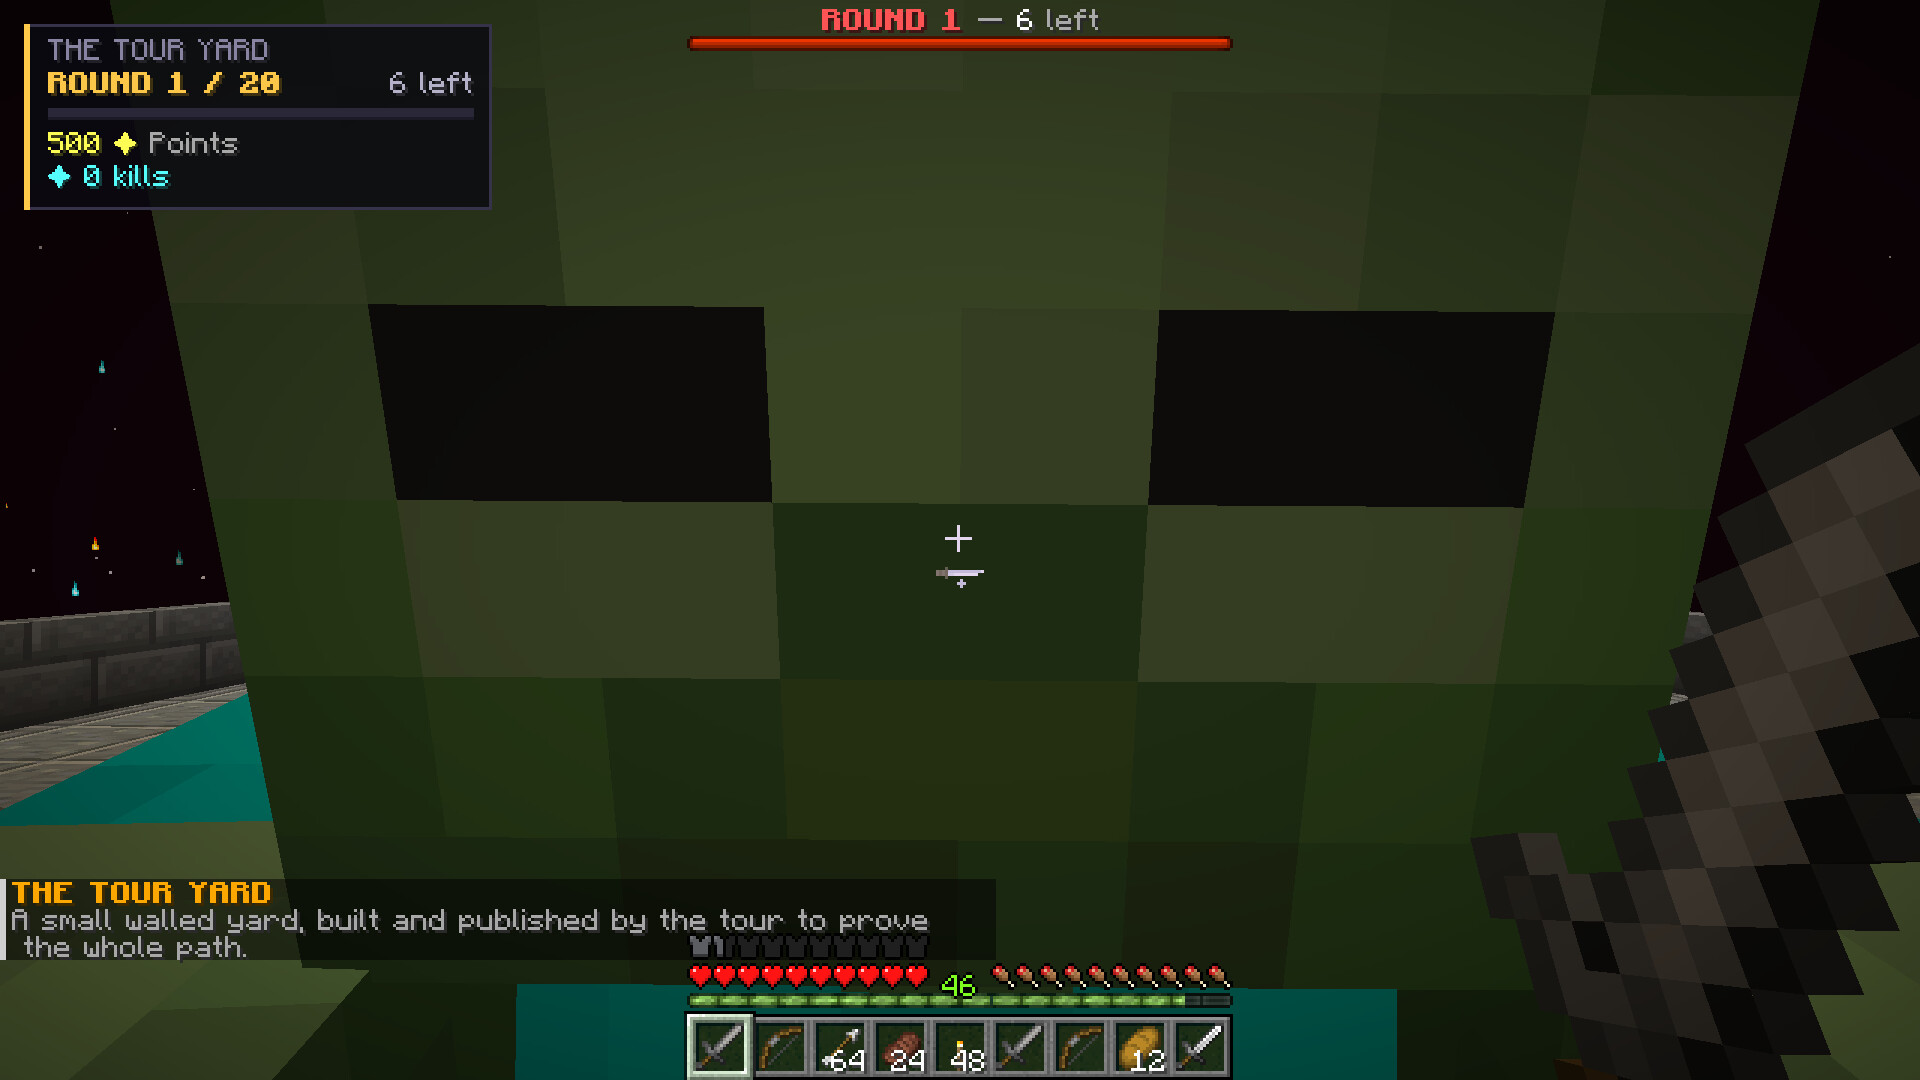 ROUND 1 — 6 left
THE TOUR YARD
ROUND 1 / 20 6 left
500 Points
0 kills
THE TOUR YARD
A small walled yard, built and published by the tour to prove
the whole path.
46
64 24 48 12